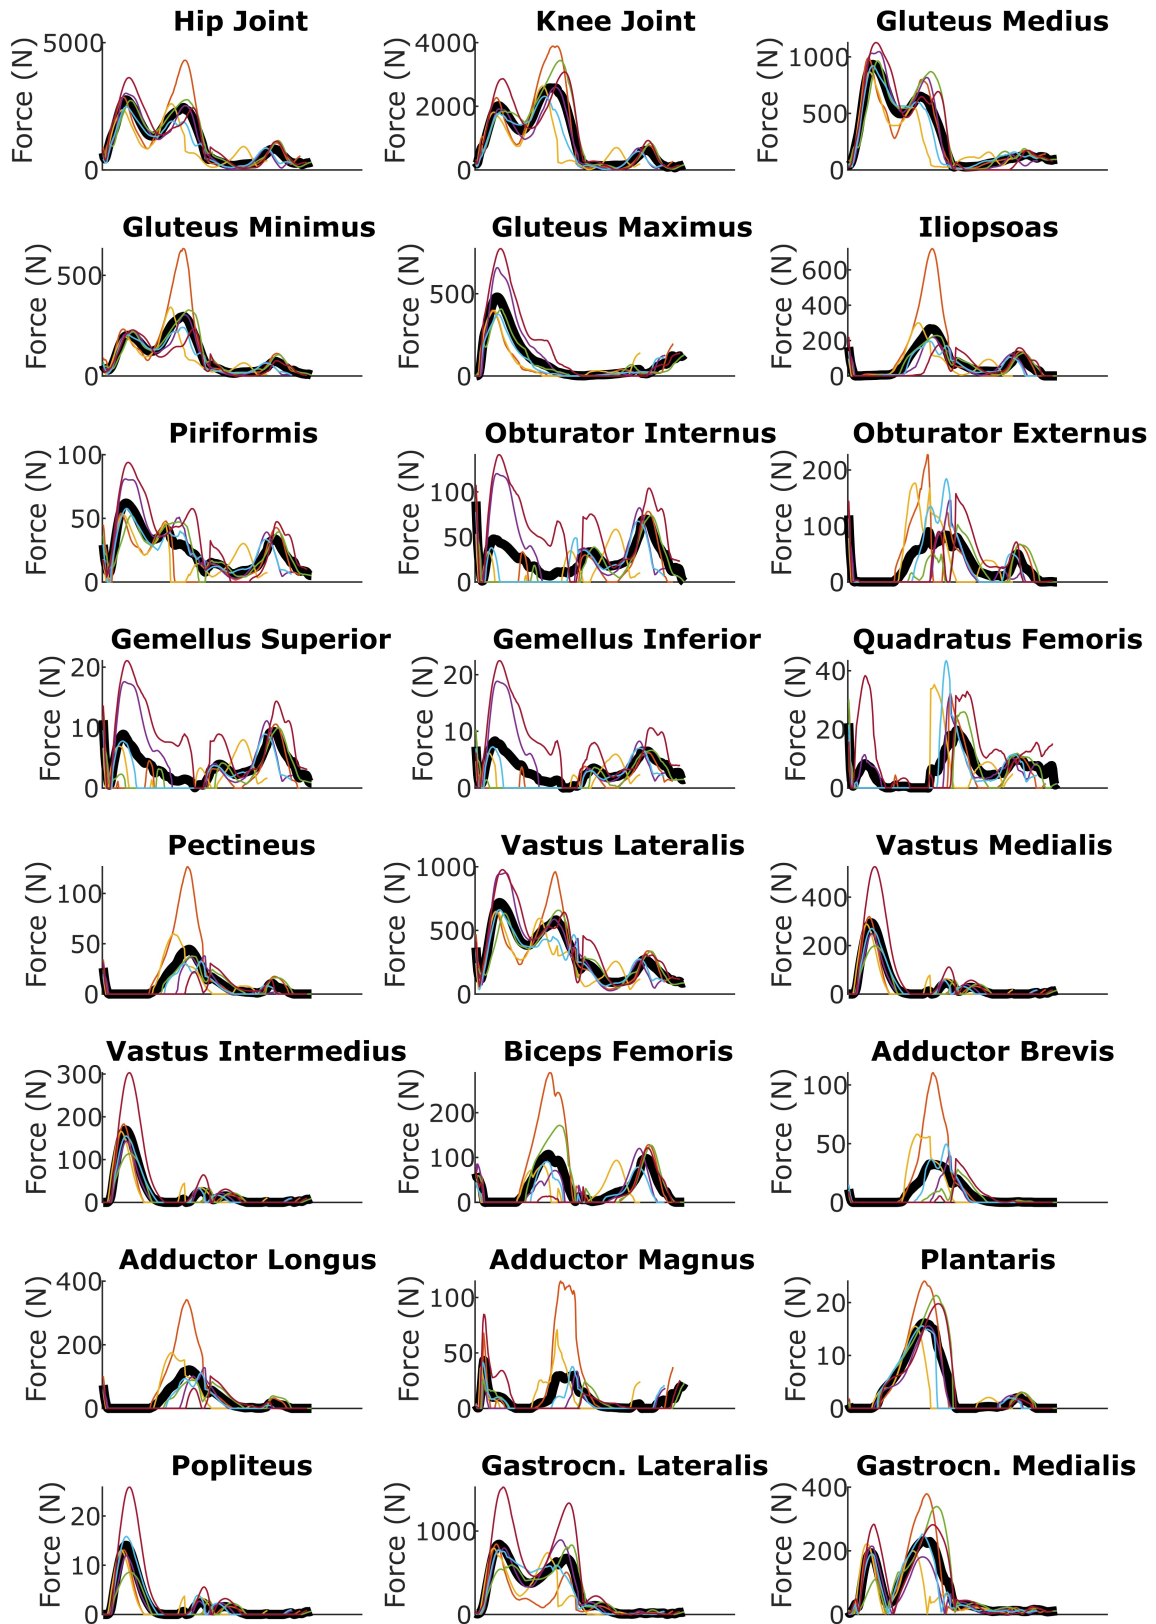 Hip Joint Knee Joint Gluteus Medius
Force (N) 5000 0 Force (N) 4000 2000 0 Force (N) 1000 500 0
Gluteus Minimus Gluteus Maximus Iliopsoas
Force (N) 500 0 Force (N) 500 0 Force (N) 600 400 200 0
Piriformis Obturator Internus Obturator Externus
Force (N) 100 50 0 Force (N) 100 50 0 Force (N) 200 100 0
Gemellus Superior Gemellus Inferior Quadratus Femoris
Force (N) 20 10 0 Force (N) 20 10 0 Force (N) 40 20 0
Pectineus Vastus Lateralis Vastus Medialis
Force (N) 100 50 0 Force (N) 1000 500 0 Force (N) 400 200 0
Vastus Intermedius Biceps Femoris Adductor Brevis
Force (N) 300 200 100 0 Force (N) 200 100 0 Force (N) 100 50 0
Adductor Longus Adductor Magnus Plantaris
Force (N) 400 200 0 Force (N) 100 50 0 Force (N) 20 10 0
Popliteus Gastrocn. Lateralis Gastrocn. Medialis
Force (N) 20 10 0 Force (N) 1000 0 Force (N) 400 200 0